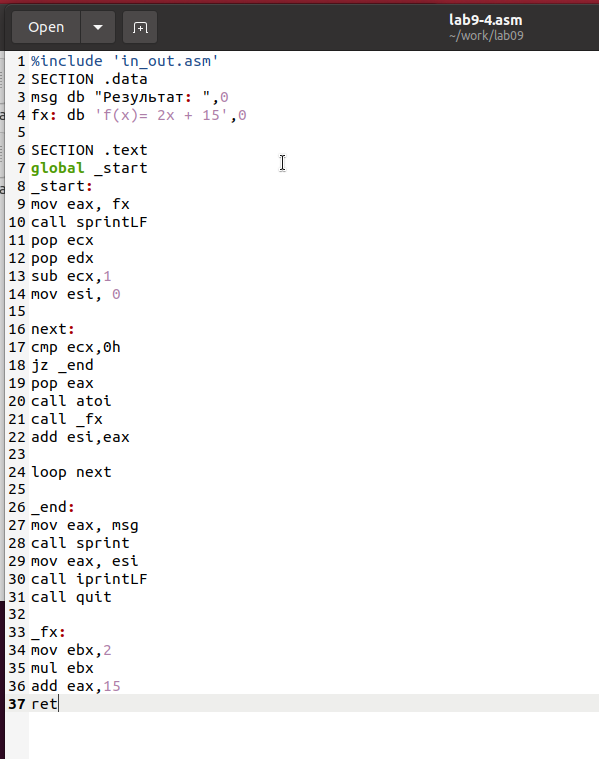 Open
lab9-4.asm
~/work/lab09
1 %include 'in_out.asm'
2 SECTION .data
3 msg db "Результат: ",0
4 fx: db 'f(x)= 2x + 15',0
5
6 SECTION .text
7 global _start
8 _start:
9 mov eax, fx
10 call sprintLF
11 pop ecx
12 pop edx
13 sub ecx,1
14 mov esi, 0
15
16 next:
17 cmp ecx,0h
18 jz _end
19 pop eax
20 call atoi
21 call _fx
22 add esi,eax
23
24 loop next
25
26 _end:
27 mov eax, msg
28 call sprint
29 mov eax, esi
30 call iprintLF
31 call quit
32
33 _fx:
34 mov ebx,2
35 mul ebx
36 add eax,15
37 ret